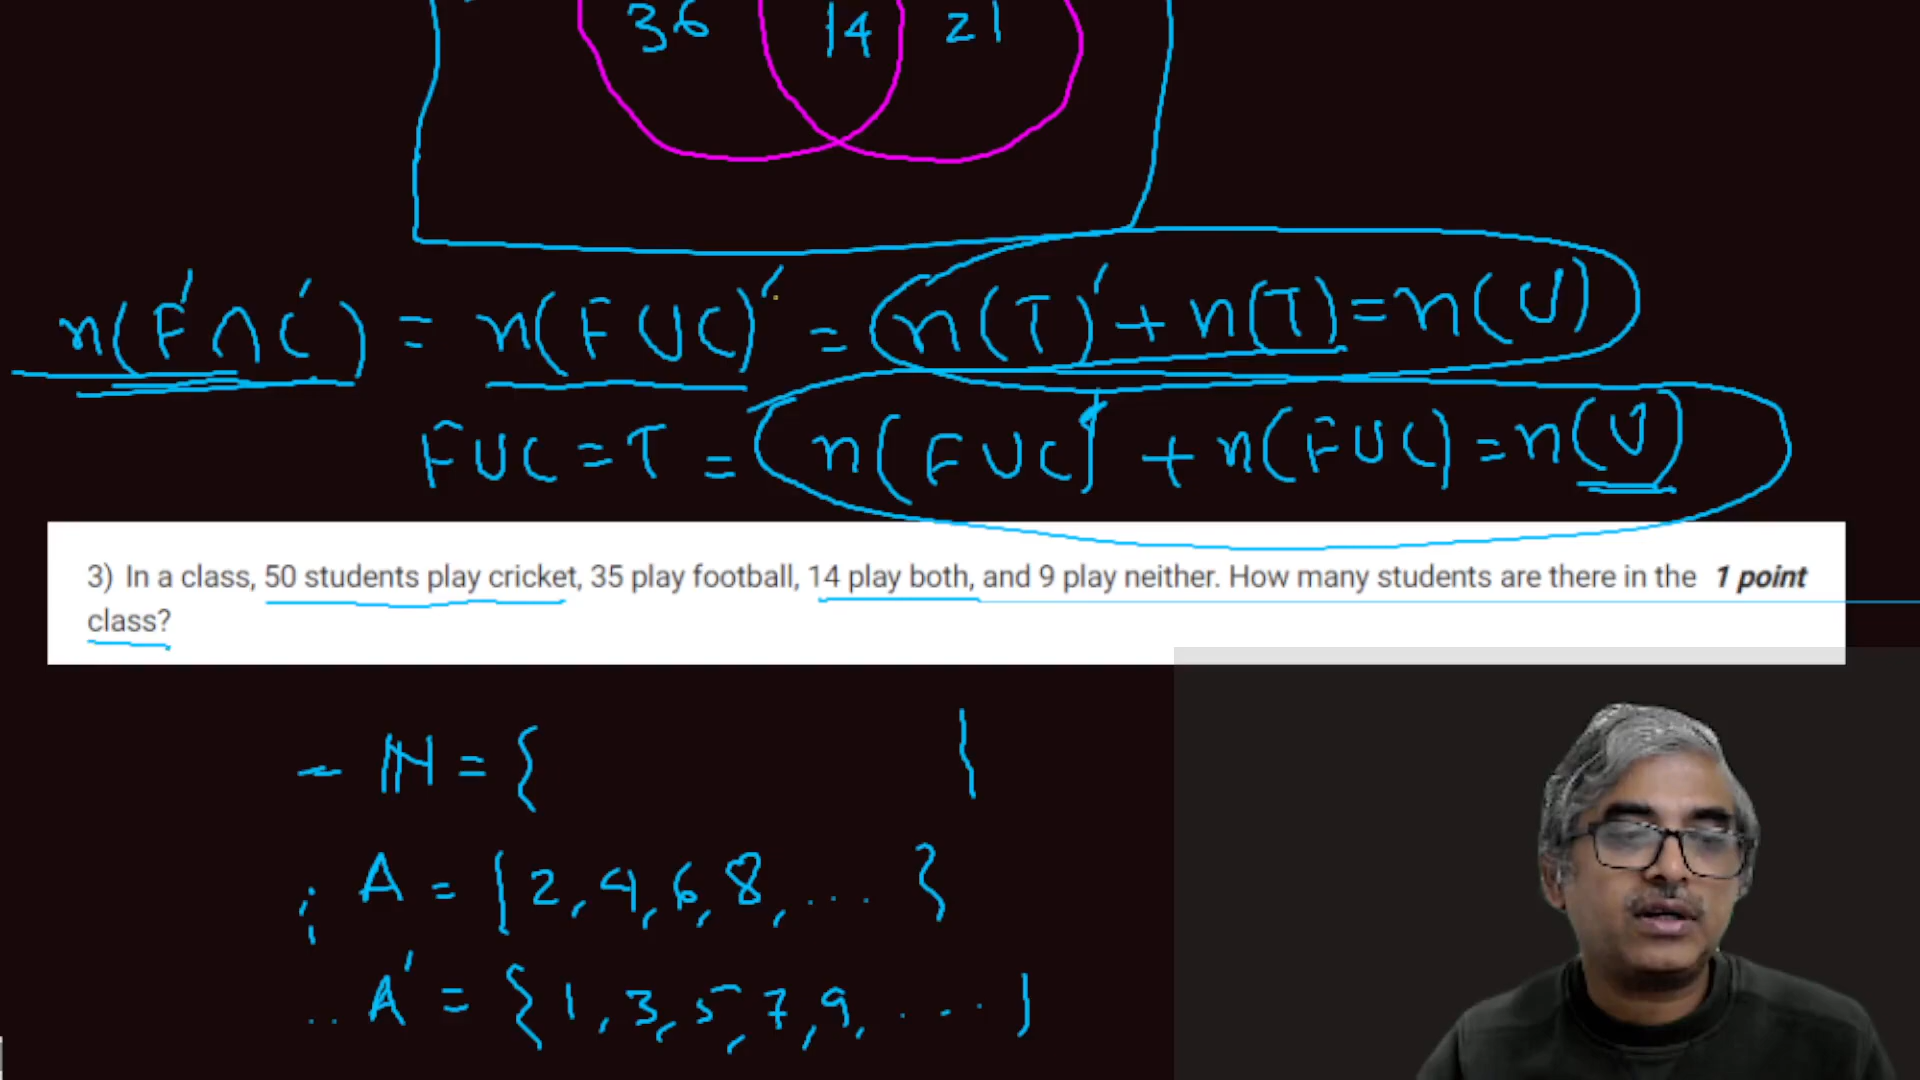 36 14 21
n(F'∩C') = n(F∪C)' = n(T)' + n(T) = n(U)
F∪C = T = n(F∪C)' + n(F∪C) = n(U)
3) In a class, 50 students play cricket, 35 play football, 14 play both, and 9 play neither. How many students are there in the 1 point
class?
- ℕ = {
A = {2, 4, 6, 8, ... }
A' = {1, 3, 5, 7, 9, ... }